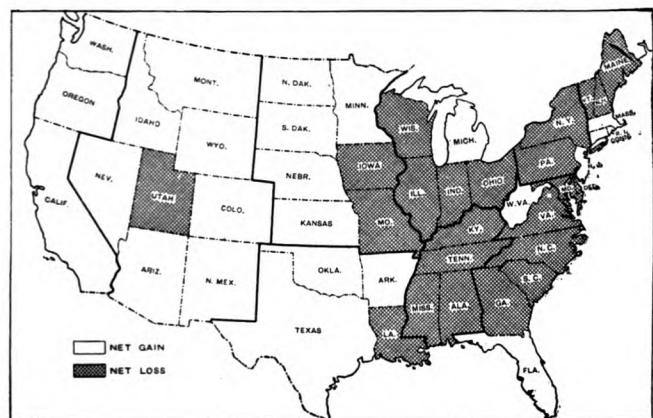 WASH.
MONT.
N. DAK.
MINN.
MAINE
OREGON
IDAHO
S. DAK.
WIS.
MICH.
N.Y.
MASS.
WYO.
IOWA
PA.
NEBR.
NEV.
UTAH
COLO.
ILL.
IND.
OHIO
W. VA.
MD.
DEL.
CALIF.
KANSAS
MO.
KY.
VA.
ARIZ.
N. MEX.
OKLA.
ARK.
TENN.
N.C.
S.C.
TEXAS
LA.
MISS.
ALA.
GA.
FLA.
NET GAIN
NET LOSS